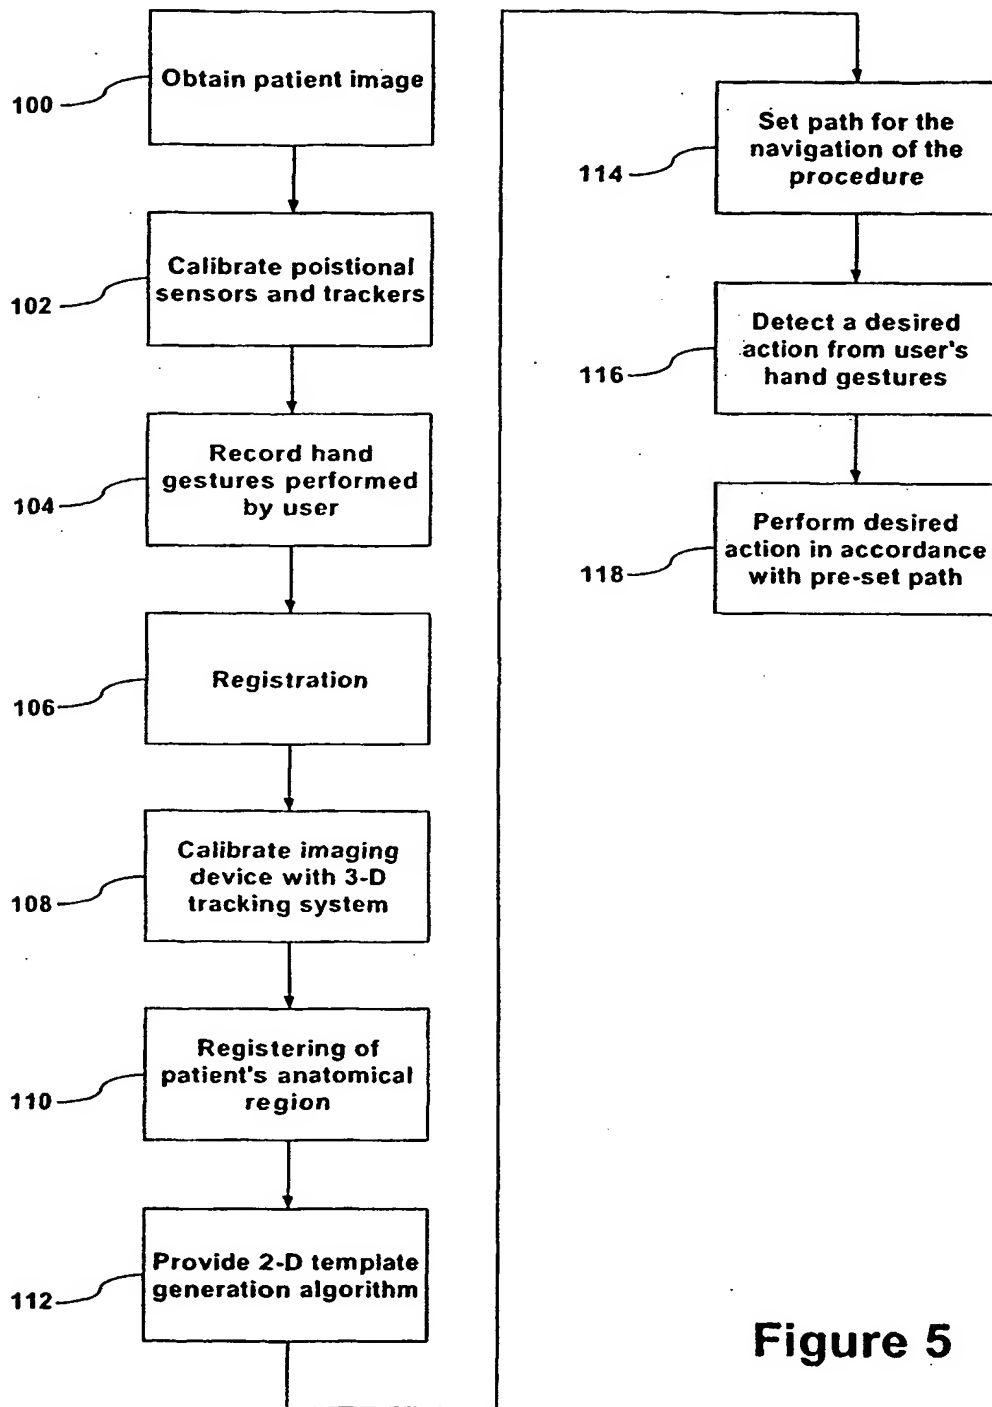 100
Obtain patient image
102
Calibrate poistional
sensors and trackers
104
Record hand
gestures performed
by user
106
Registration
108
Calibrate imaging
device with 3-D
tracking system
110
Registering of
patient's anatomical
region
112
Provide 2-D template
generation algorithm
114
Set path for the
navigation of the
procedure
116
Detect a desired
action from user's
hand gestures
118
Perform desired
action in accordance
with pre-set path
Figure 5